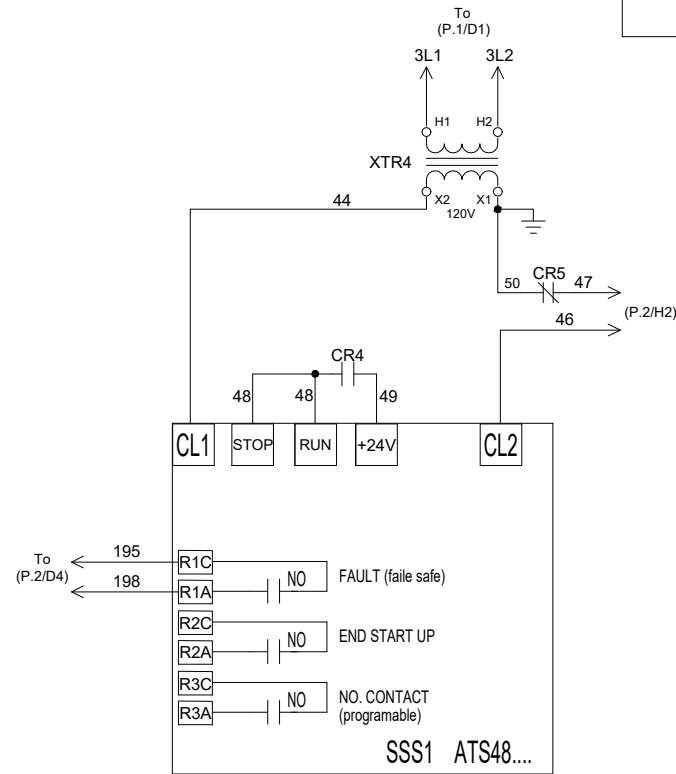 To
(P.1/D1)
3L1 3L2
H1 H2
XTR4
X2 X1
120V
44
50 CR5 47
(P.2/H2)
46
CR4
48 48 49
CL1 STOP RUN +24V CL2
To
(P.2/D4)
195 R1C
198 R1A NO FAULT (faile safe)
R2C
R2A NO END START UP
R3C
R3A NO NO. CONTACT
(programable)
SSS1 ATS48....